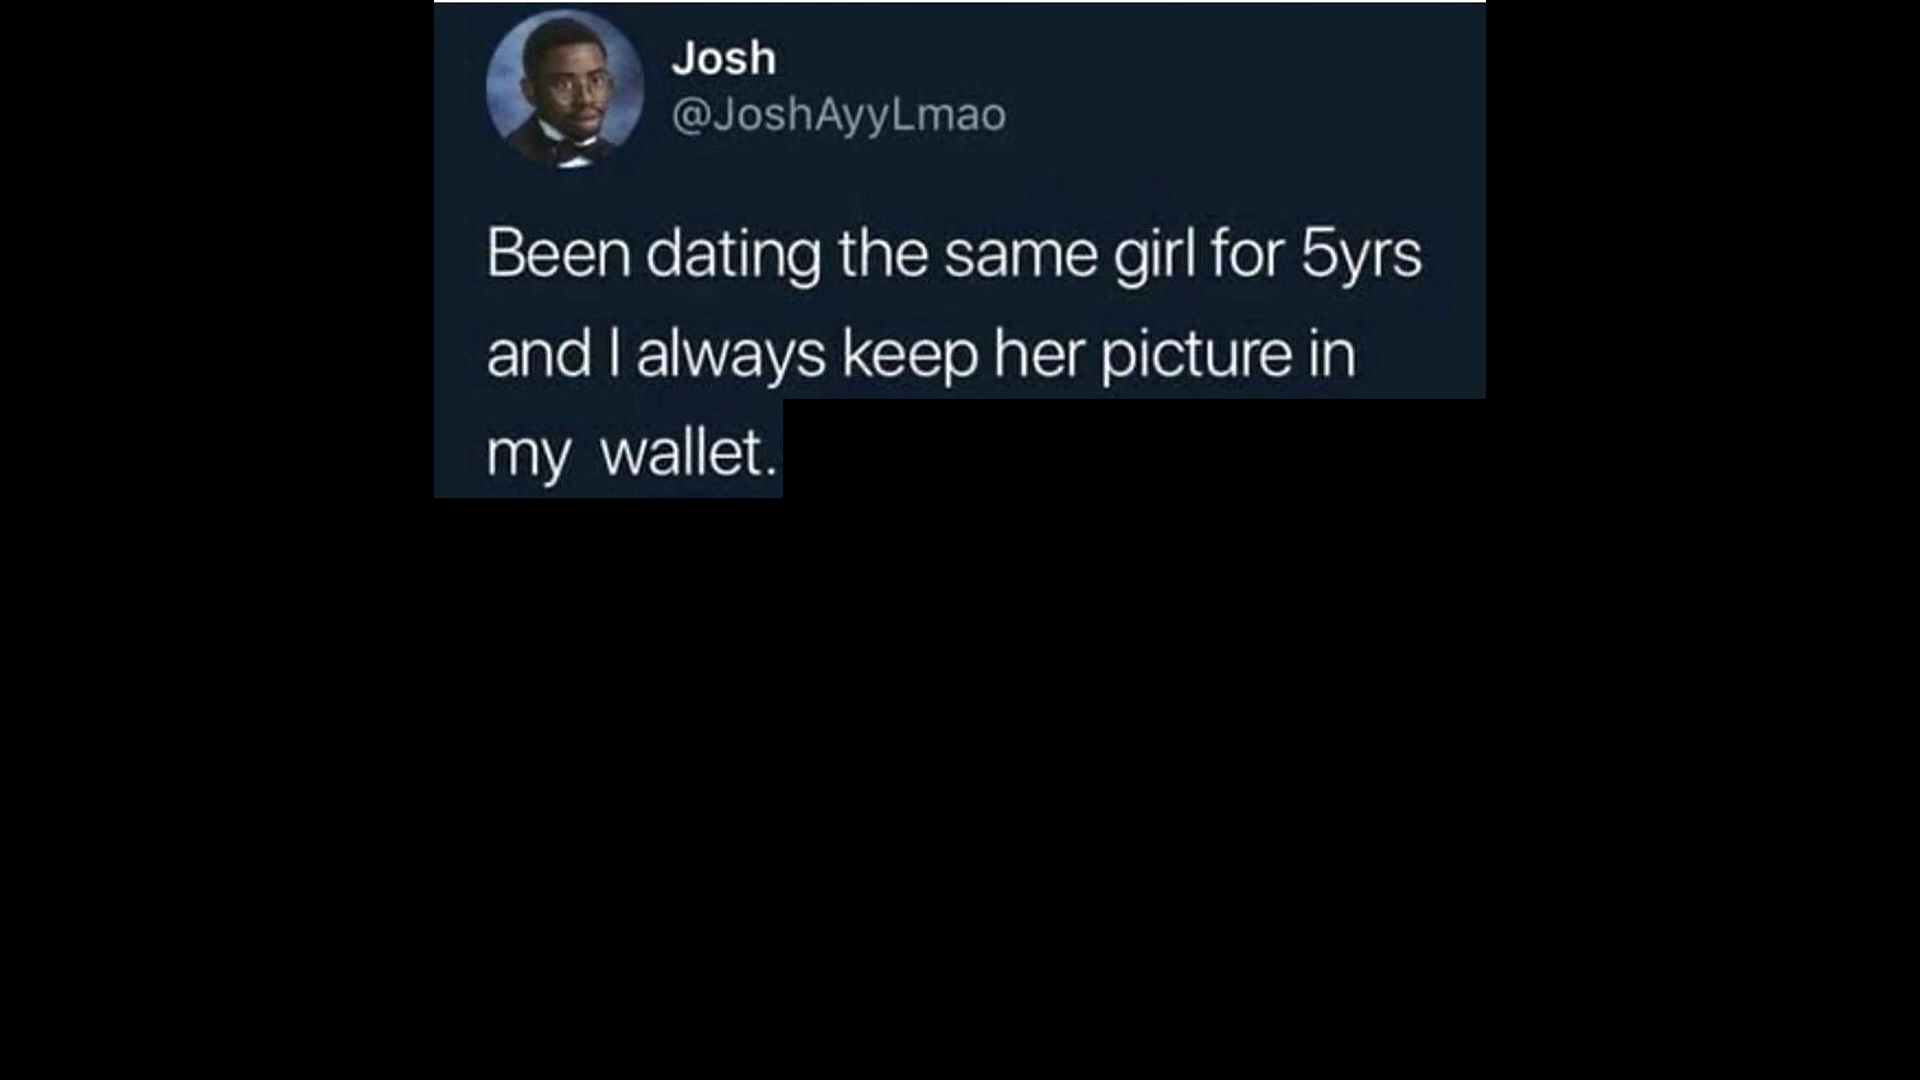 Josh
@JoshAyyLmao
Been dating the same girl for 5yrs
and I always keep her picture in
my wallet.